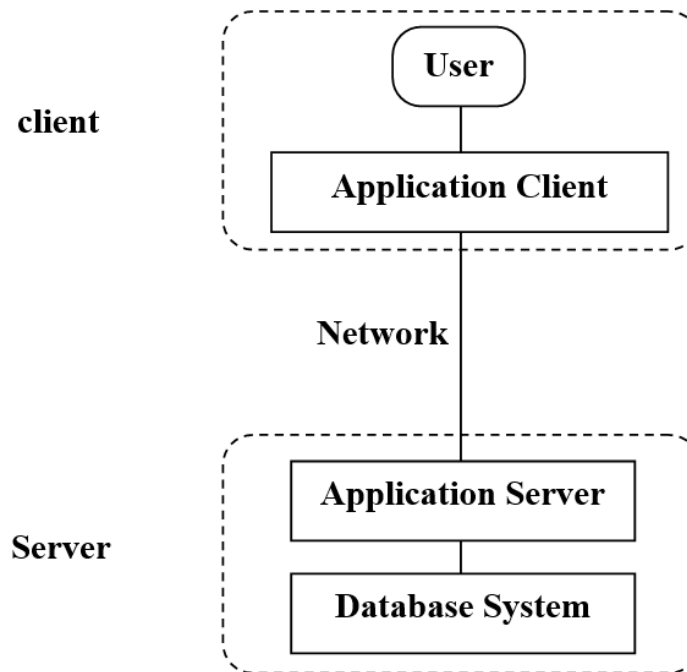 User
client
Application Client
Network
Application Server
Server
Database System